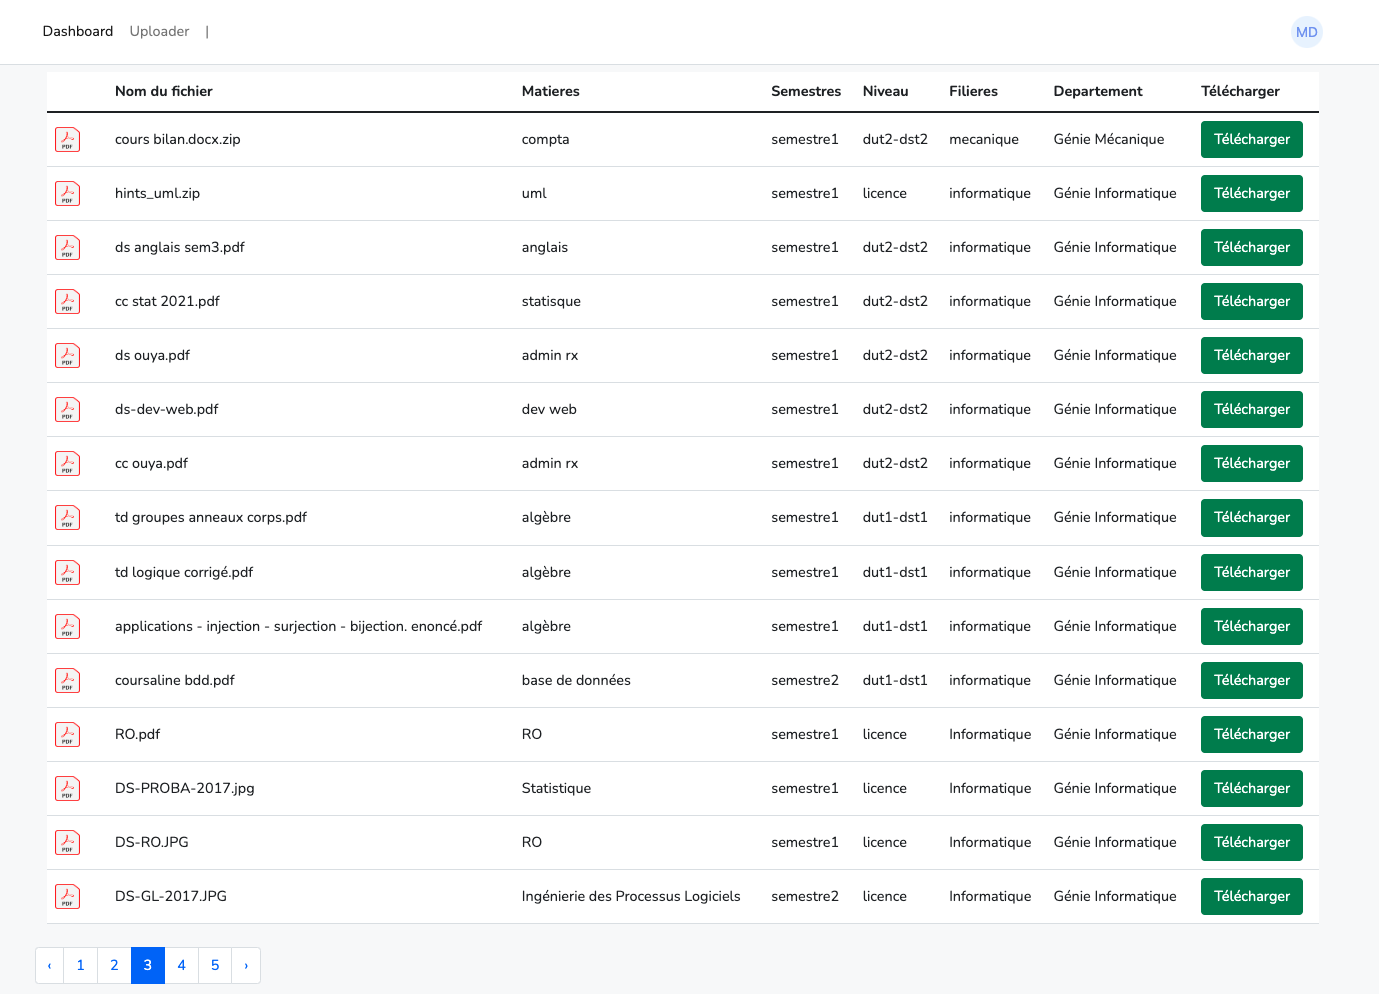 Dashboard Uploader | MD
Nom du fichier Matieres Semestres Niveau Filieres Departement Télécharger
PDF cours bilan.docx.zip compta semestre1 dut2-dst2 mecanique Génie Mécanique Télécharger
PDF hints_uml.zip uml semestre1 licence informatique Génie Informatique Télécharger
PDF ds anglais sem3.pdf anglais semestre1 dut2-dst2 informatique Génie Informatique Télécharger
PDF cc stat 2021.pdf statisque semestre1 dut2-dst2 informatique Génie Informatique Télécharger
PDF ds ouya.pdf admin rx semestre1 dut2-dst2 informatique Génie Informatique Télécharger
PDF ds-dev-web.pdf dev web semestre1 dut2-dst2 informatique Génie Informatique Télécharger
PDF cc ouya.pdf admin rx semestre1 dut2-dst2 informatique Génie Informatique Télécharger
PDF td groupes anneaux corps.pdf algèbre semestre1 dut1-dst1 informatique Génie Informatique Télécharger
PDF td logique corrigé.pdf algèbre semestre1 dut1-dst1 informatique Génie Informatique Télécharger
PDF applications - injection - surjection - bijection. enoncé.pdf algèbre semestre1 dut1-dst1 informatique Génie Informatique Télécharger
PDF coursaline bdd.pdf base de données semestre2 dut1-dst1 informatique Génie Informatique Télécharger
PDF RO.pdf RO semestre1 licence Informatique Génie Informatique Télécharger
PDF DS-PROBA-2017.jpg Statistique semestre1 licence Informatique Génie Informatique Télécharger
PDF DS-RO.JPG RO semestre1 licence Informatique Génie Informatique Télécharger
PDF DS-GL-2017.JPG Ingénierie des Processus Logiciels semestre2 licence Informatique Génie Informatique Télécharger
‹ 1 2 3 4 5 ›